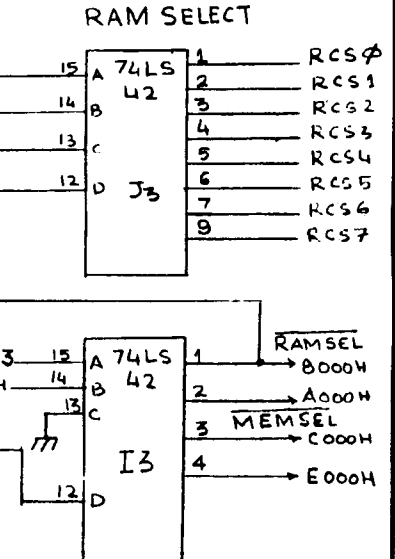 RAM SELECT
15 A 74LS 1 RCS0
14 B 42 2 RCS1
3 RCS2
13 C 4 RCS3
5 RCS4
12 D J3 6 RCS5
7 RCS6
9 RCS7
RAMSEL
3 15 A 74LS 1 8000H
14 B 42 2 A000H
13 C MEMSEL
3 C000H
I3 4 E000H
12 D